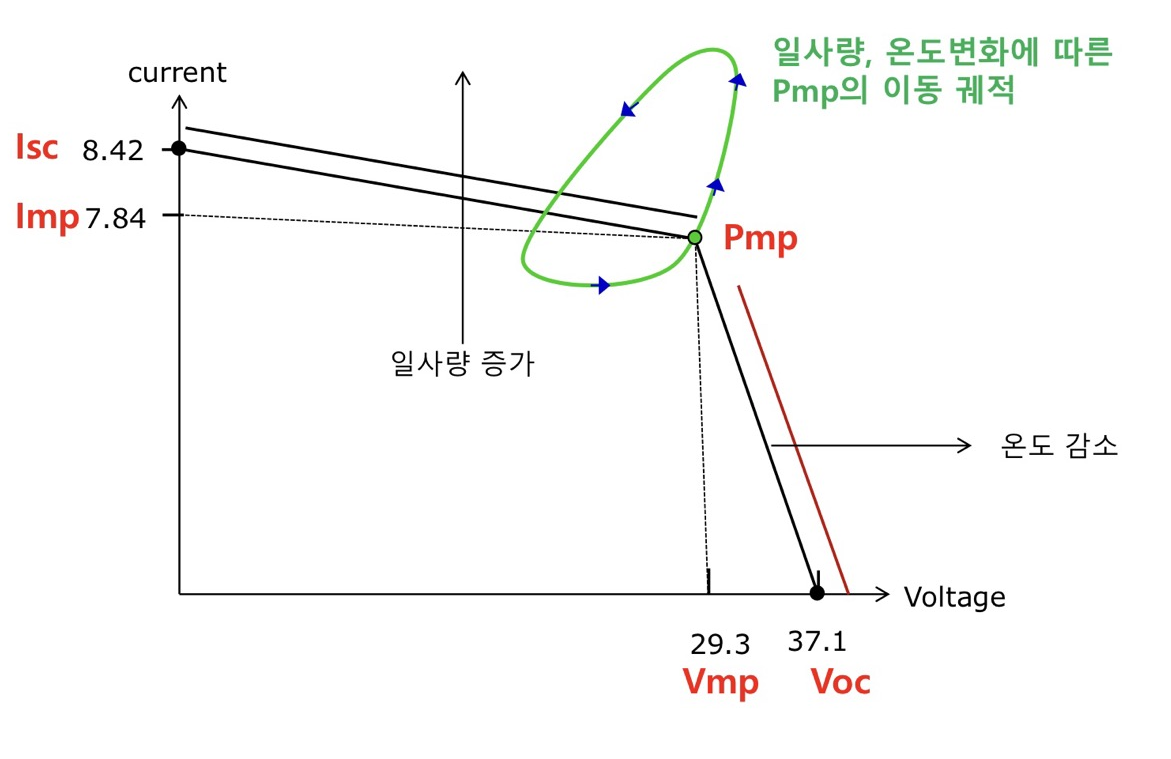 일사량, 온도변화에 따른
Pmp의 이동 궤적
current
Isc 8.42
Imp 7.84
Pmp
일사량 증가
온도 감소
Voltage
29.3 37.1
Vmp Voc